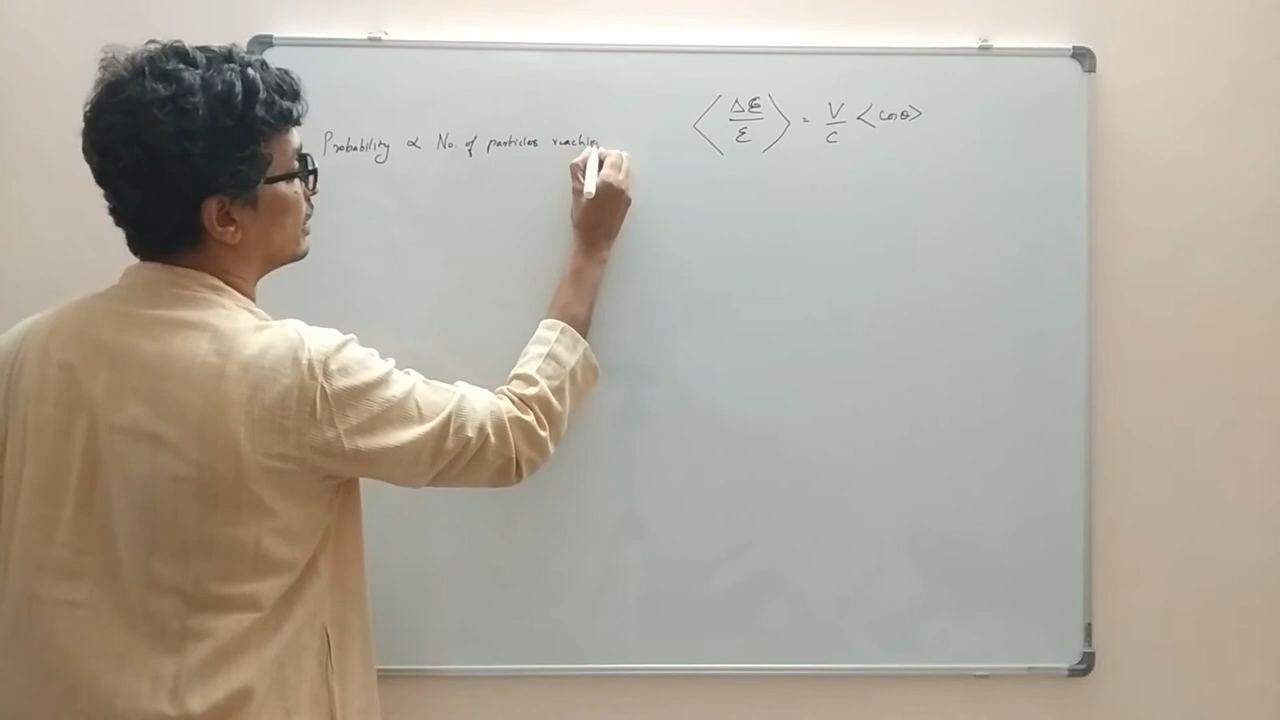 Probability ∝ No. of particles reaching
⟨ΔE/E⟩ = V/C ⟨cosθ⟩